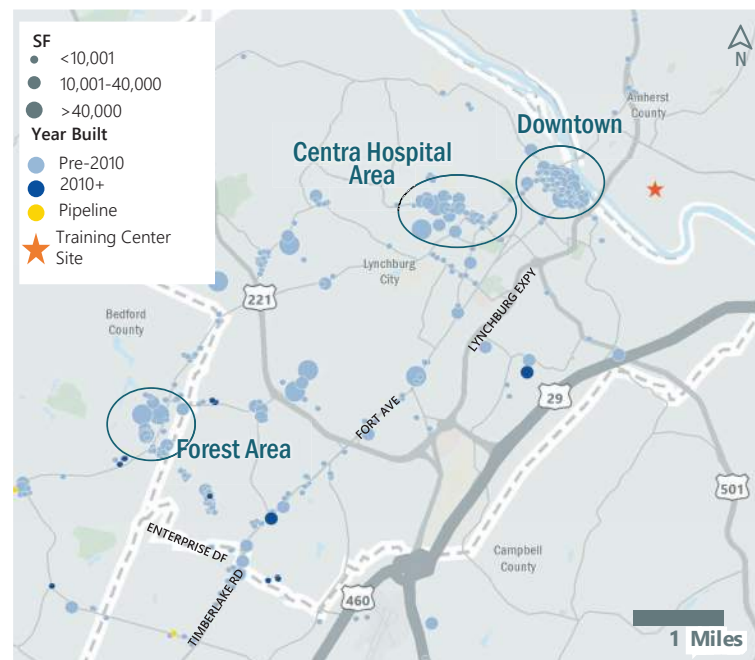 SF
<10,001
10,001-40,000
>40,000
Year Built
Pre-2010
2010+
Pipeline
Training Center
Site
N
Amherst
County
Downtown
Centra Hospital
Area
Lynchburg
City
221
Bedford
County
LYNCHBURG EXPY
29
FORT AVE
Forest Area
501
ENTERPRISE DF
Campbell
County
TIMBERLAKE RD
460
1 Miles